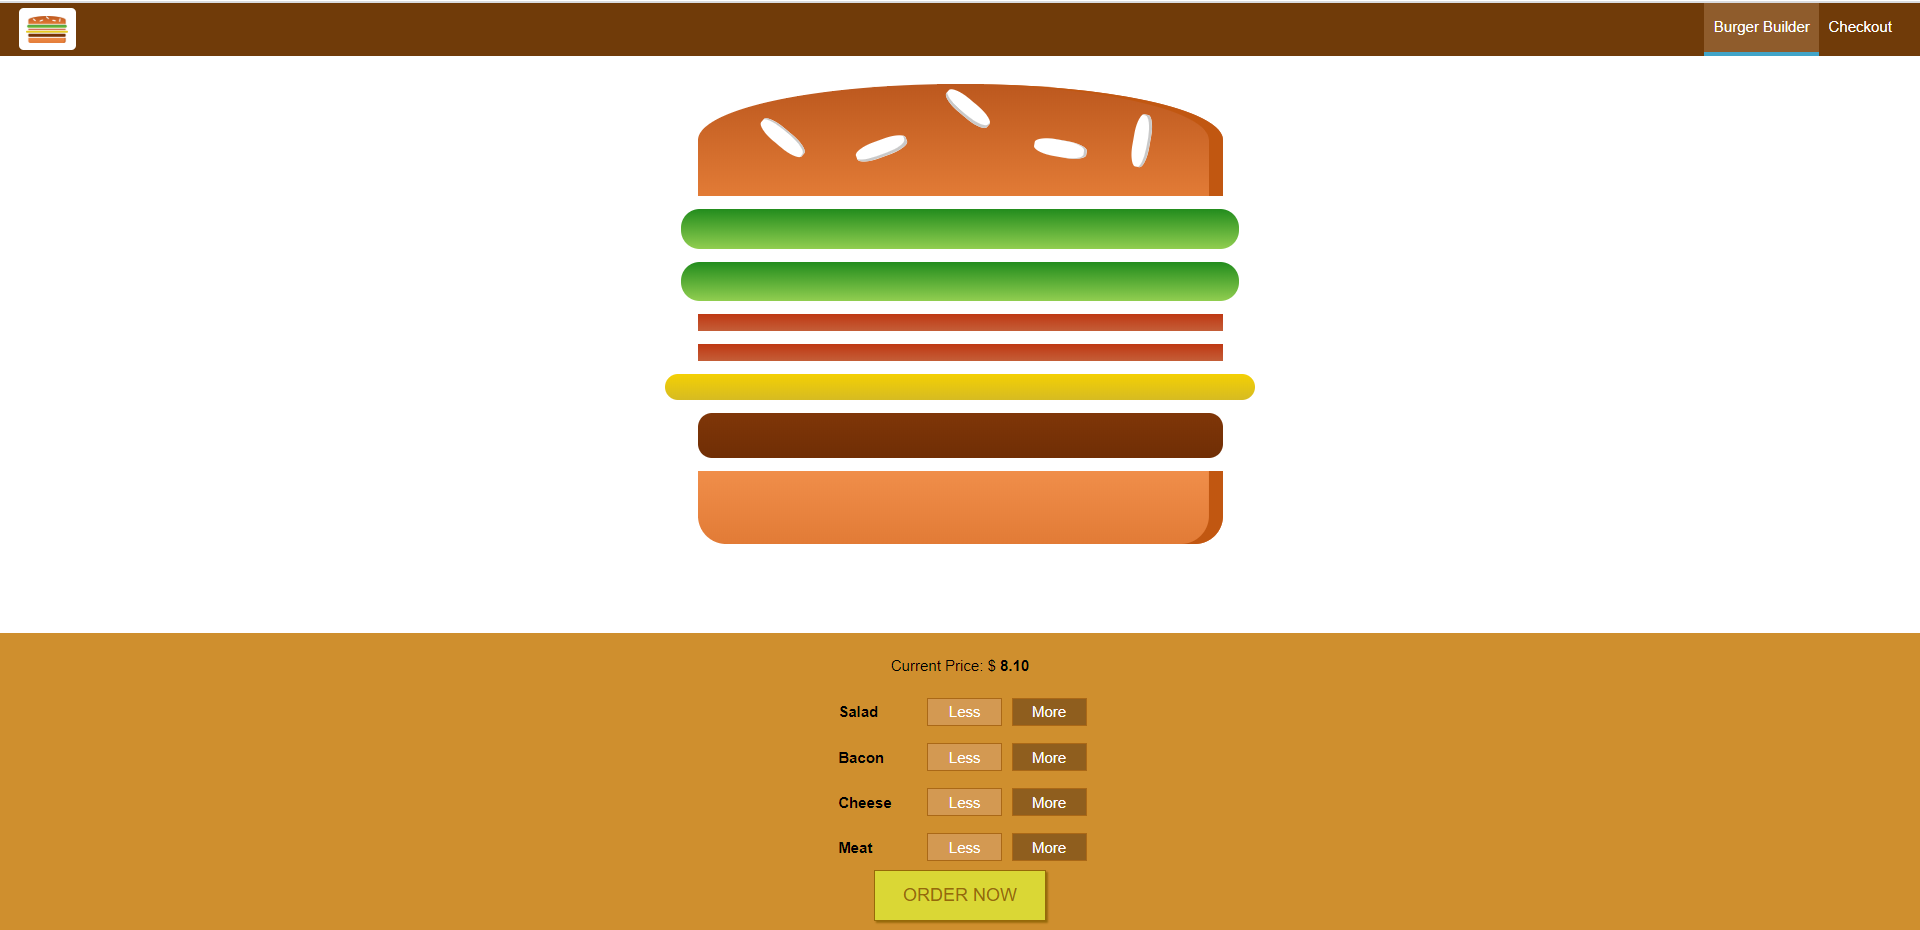 Burger Builder Checkout
Current Price: $ 8.10
Salad Less More
Bacon Less More
Cheese Less More
Meat Less More
ORDER NOW